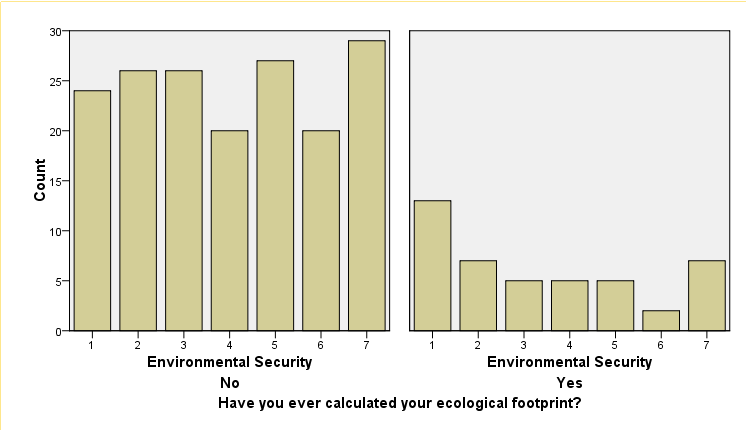 30
25
20
15
10
5
0
Count
1 2 3 4 5 6 7
1 2 3 4 5 6 7
Environmental Security
Environmental Security
No
Yes
Have you ever calculated your ecological footprint?